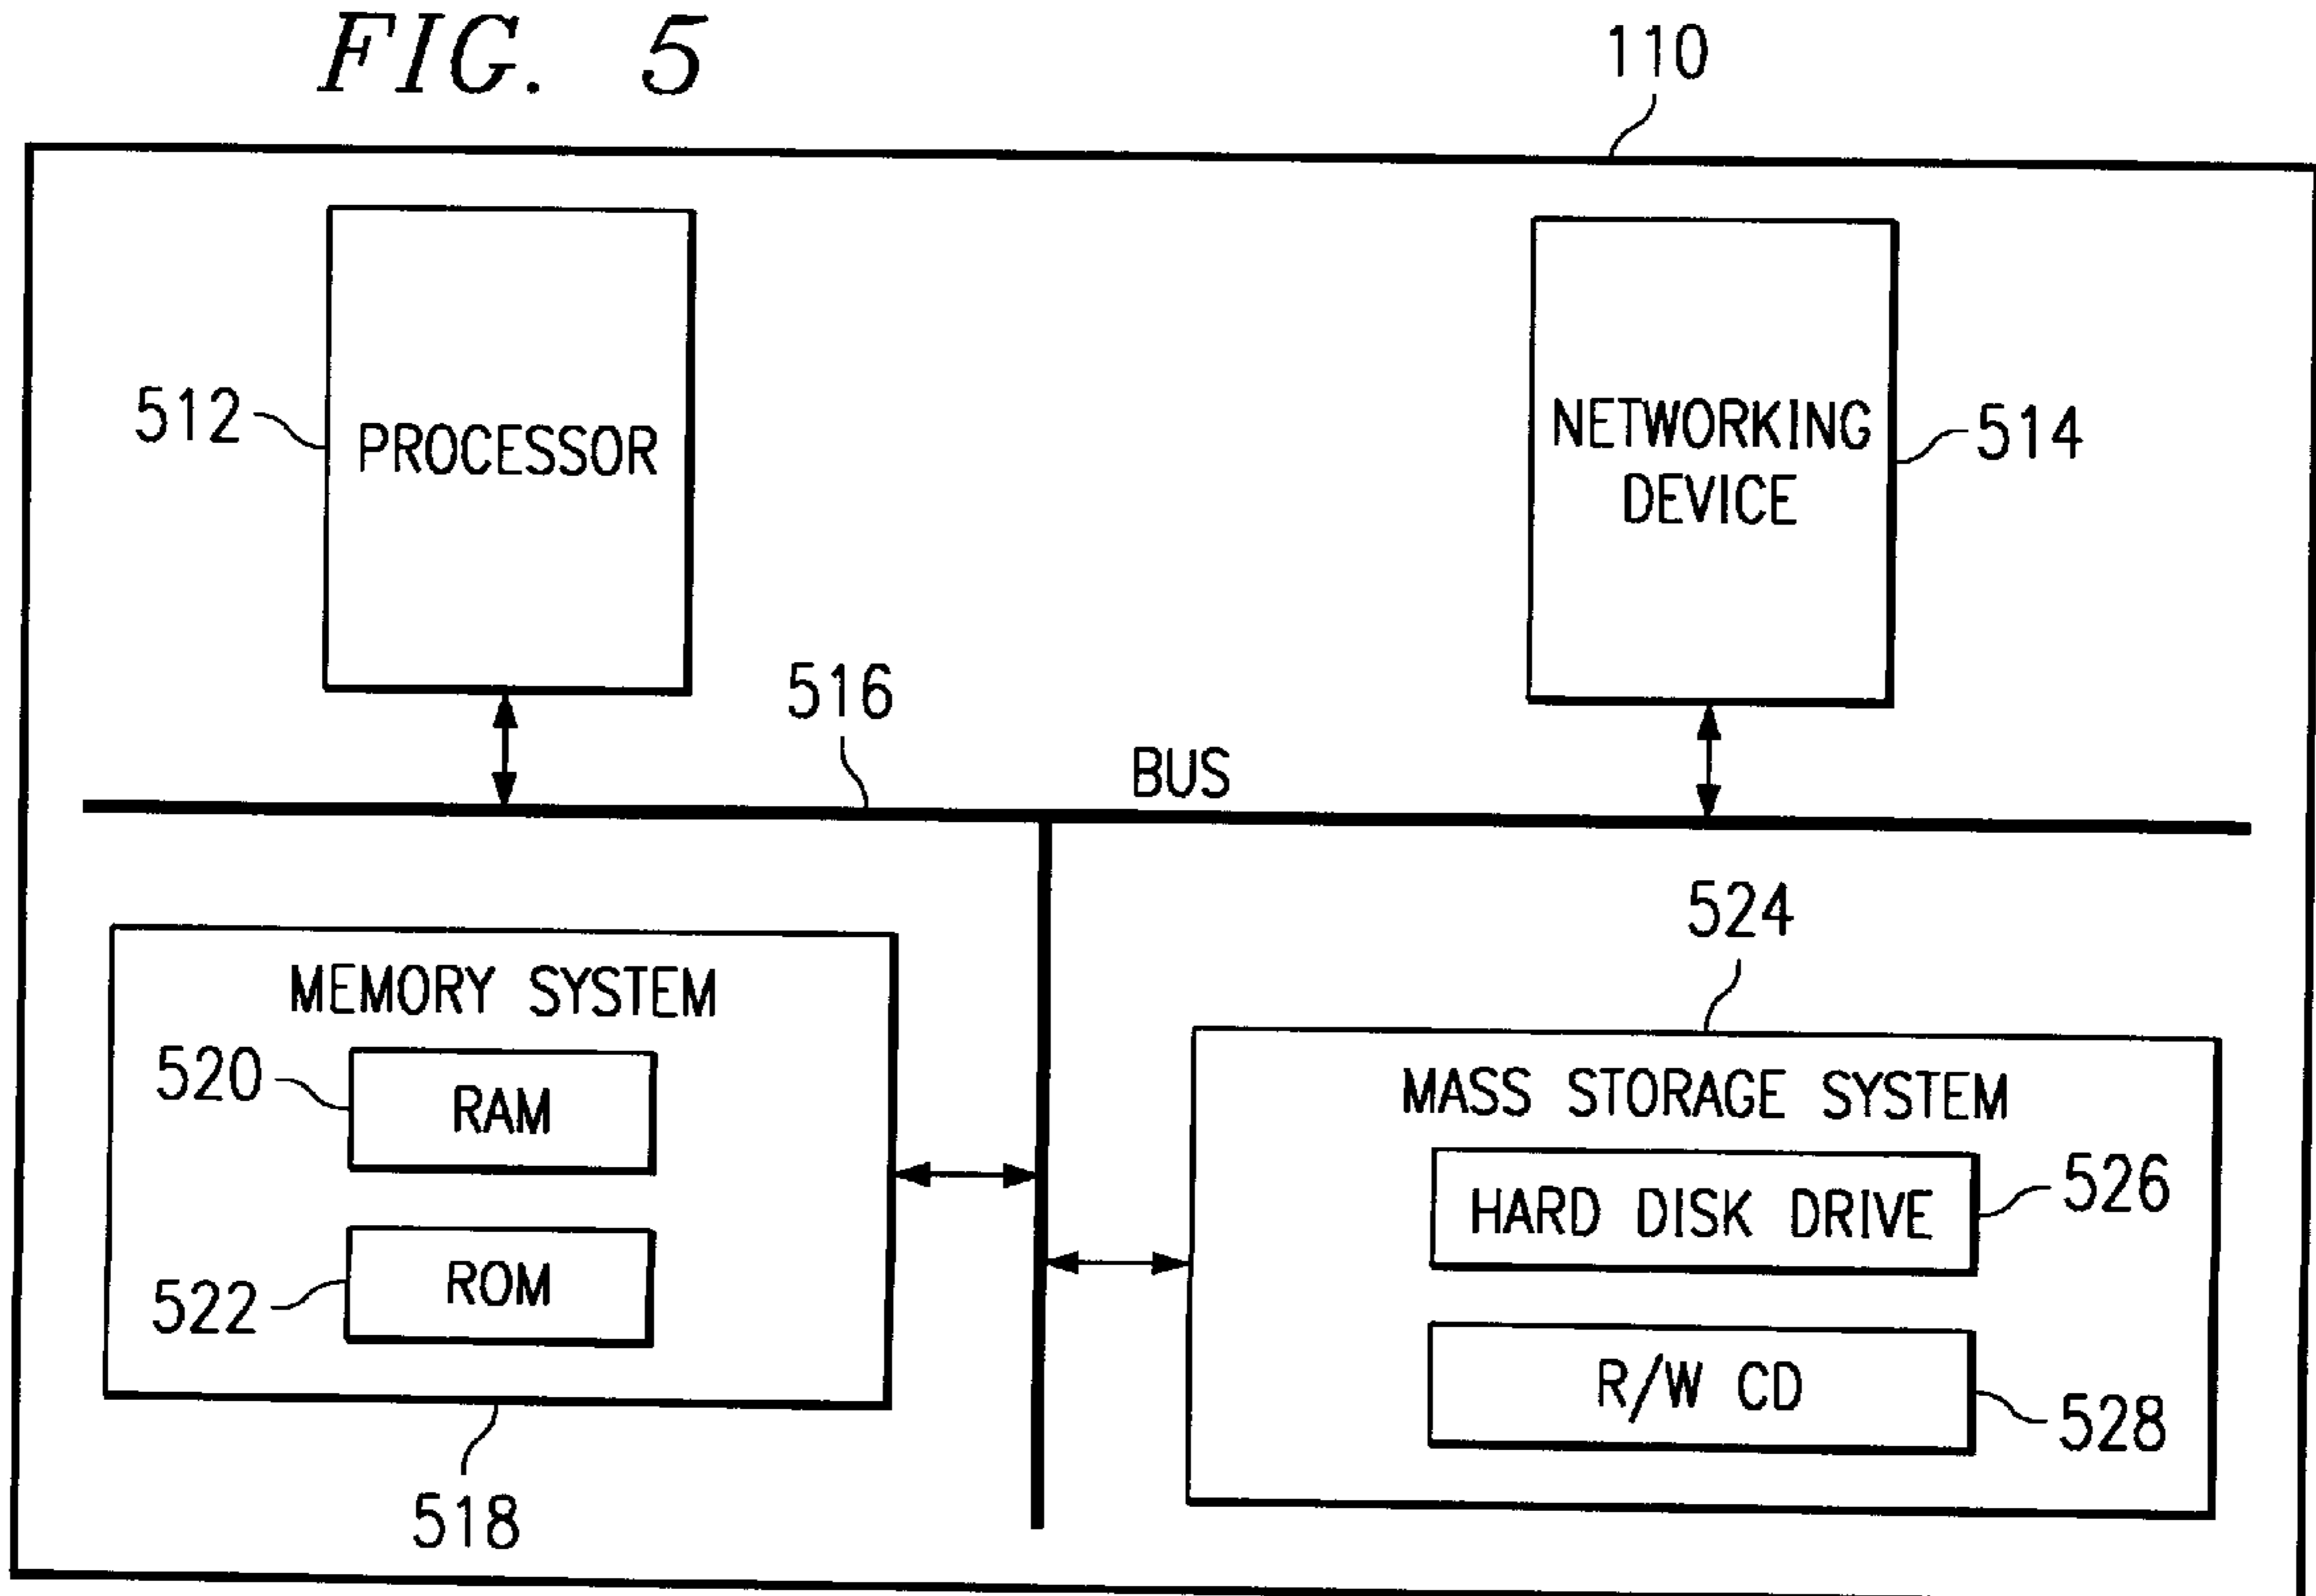 FIG. 5
110
512
PROCESSOR
NETWORKING
DEVICE
514
516
BUS
524
MEMORY SYSTEM
520
RAM
522
ROM
518
MASS STORAGE SYSTEM
HARD DISK DRIVE
526
R/W CD
528